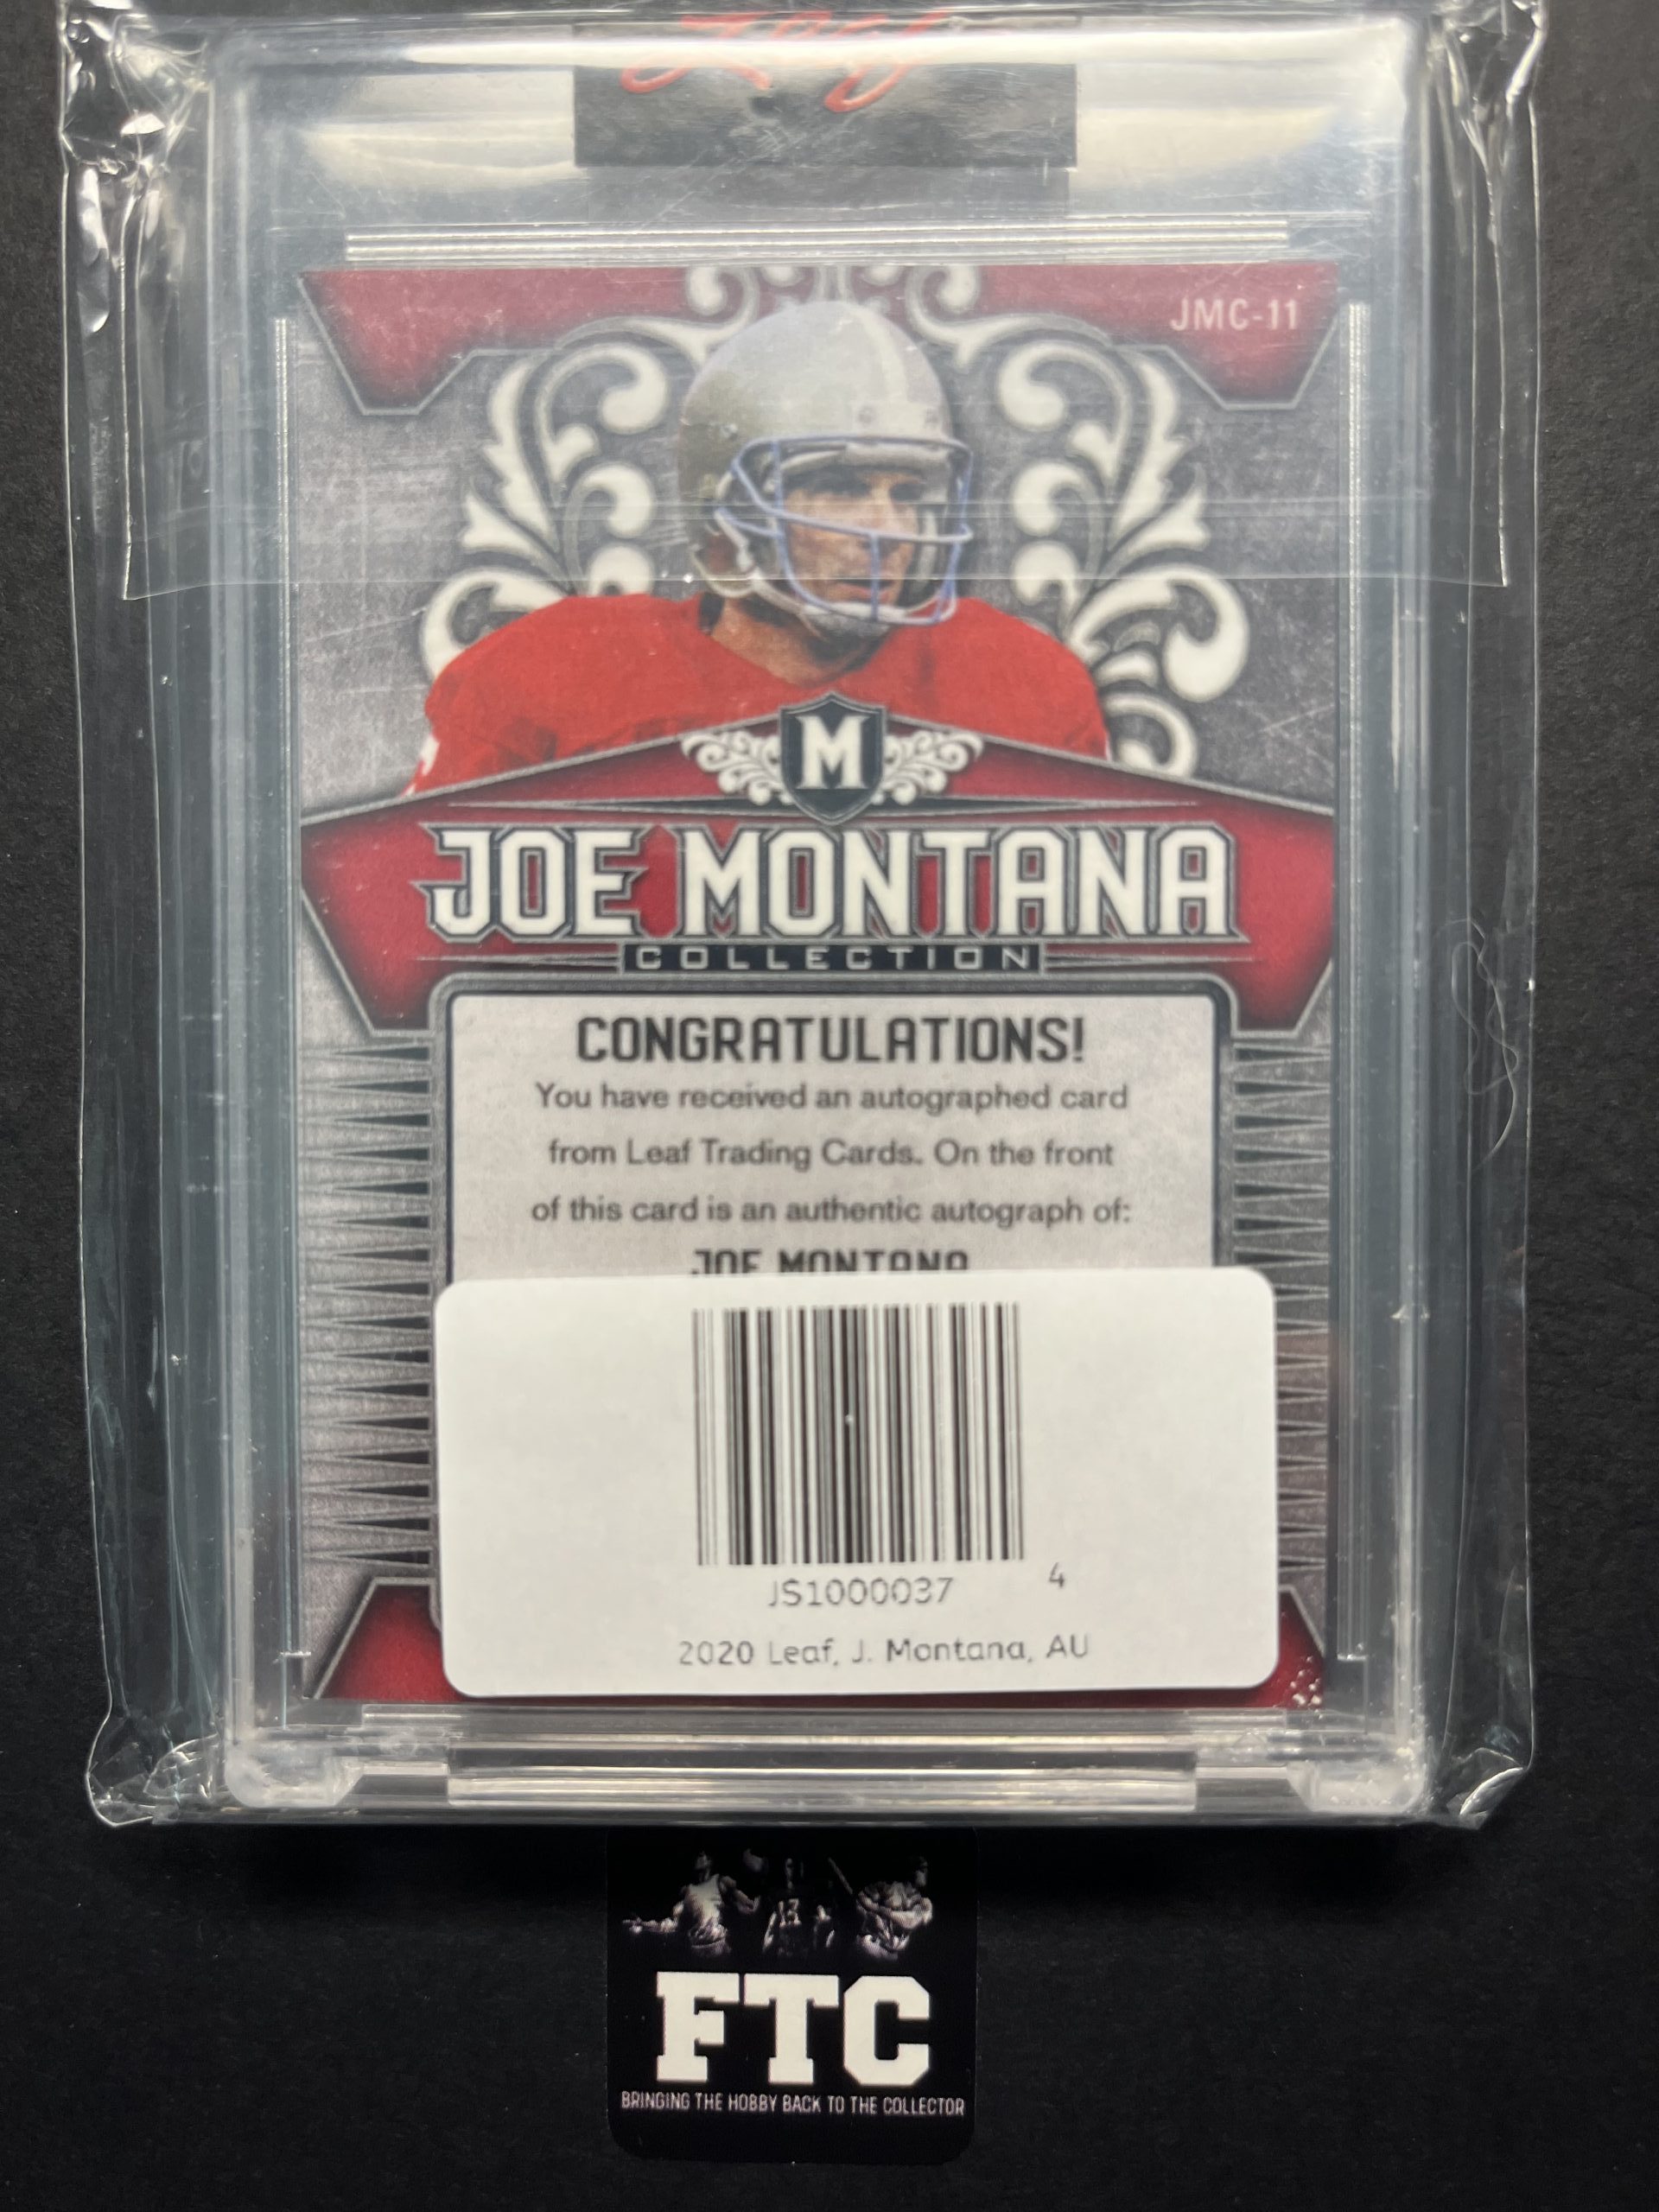 Leaf
JMC-11
M
JOE MONTANA
COLLECTION
CONGRATULATIONS!
You have received an autographed card
from Leaf Trading Cards. On the front
of this card is an authentic autograph of:
JOE MONTANA
JS1000037 4
2020 Leaf, J. Montana, AU
13
FTC
BRINGING THE HOBBY BACK TO THE COLLECTOR